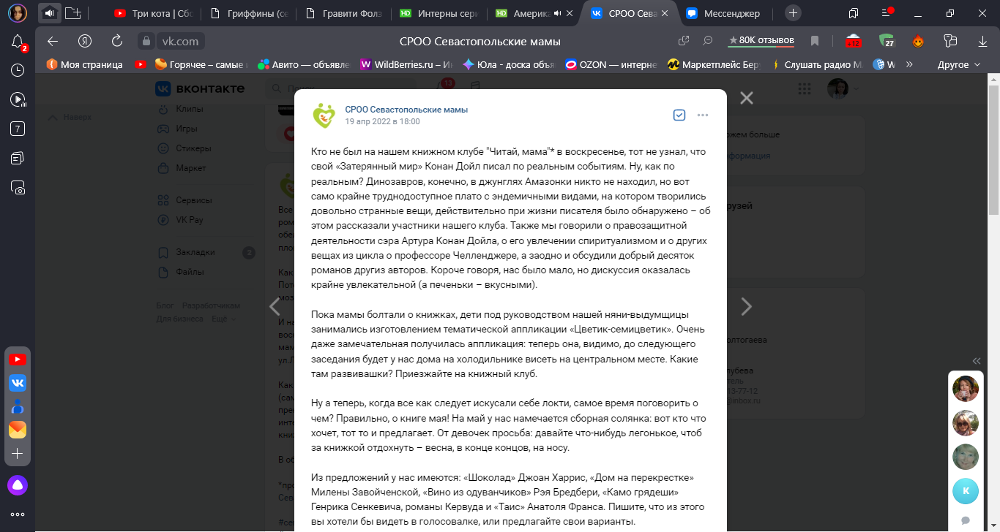 Три кота | Сбо
Гриффины (се
Гравити Фолз
Интерны сери
Америка
СРОО Сева
Мессенджер
2
vk.com
СРОО Севастопольские мамы
80K отзывов
+12
27
Моя страница
Горячее – самые
Авито — объявле
WildBerries.ru – И
Юла - доска объя
OZON — интерне
Маркетплейс Бер
Слушать радио М
W
Другое
7
вконтакте
Поиск
13
Наверх
Клипы
Игры
Стикеры
Маркет
Сервисы
VK Pay
Закладки
2
Файлы
Блог Разработчикам
Для бизнеса Ещё
СРОО Севастопольские мамы
19 апр 2022 в 18:00
Кто не был на нашем книжном клубе "Читай, мама"* в воскресенье, тот не узнал, что
свой «Затерянный мир» Конан Дойл писал по реальным событиям. Ну, как по
реальным? Динозавров, конечно, в джунглях Амазонки никто не находил, но вот
само крайне труднодоступное плато с эндемичными видами, на котором творились
довольно странные вещи, действительно при жизни писателя было обнаружено – об
этом рассказали участники нашего клуба. Также мы говорили о правозащитной
деятельности сэра Артура Конан Дойла, о его увлечении спиритуализмом и о других
вещах из цикла о профессоре Челленджере, а заодно и обсудили добрый десяток
романов другиз авторов. Короче говоря, нас было мало, но дискуссия оказалась
крайне увлекательной (а печеньки – вкусными).
Пока мамы болтали о книжках, дети под руководством нашей няни-выдумщицы
занимались изготовлением тематической аппликации «Цветик-семицветик». Очень
даже замечательная получилась аппликация: теперь она, видимо, до следующего
заседания будет у нас дома на холодильнике висеть на центральном месте. Какие
там развивашки? Приезжайте на книжный клуб.
Ну а теперь, когда все как следует искусали себе локти, самое время поговорить о
чем? Правильно, о книге мая! На май у нас намечается сборная солянка: вот кто что
хочет, тот то и предлагает. От девочек просьба: давайте что-нибудь легонькое, чтоб
за книжкой отдохнуть – весна, в конце концов, на носу.
Из предложений у нас имеются: «Шоколад» Джоан Харрис, «Дом на перекрестке»
Милены Завойченской, «Вино из одуванчиков» Рэя Бредбери, «Камо грядеши»
Генрика Сенкевича, романы Кервуда и «Таис» Анатоля Франса. Пишите, что из этого
вы хотели бы видеть в голосовалке, или предлагайте свои варианты.
ожем больше
нформация
рузей
олтогаева
лубева
тель
13-77-12
@inbox.ru
К